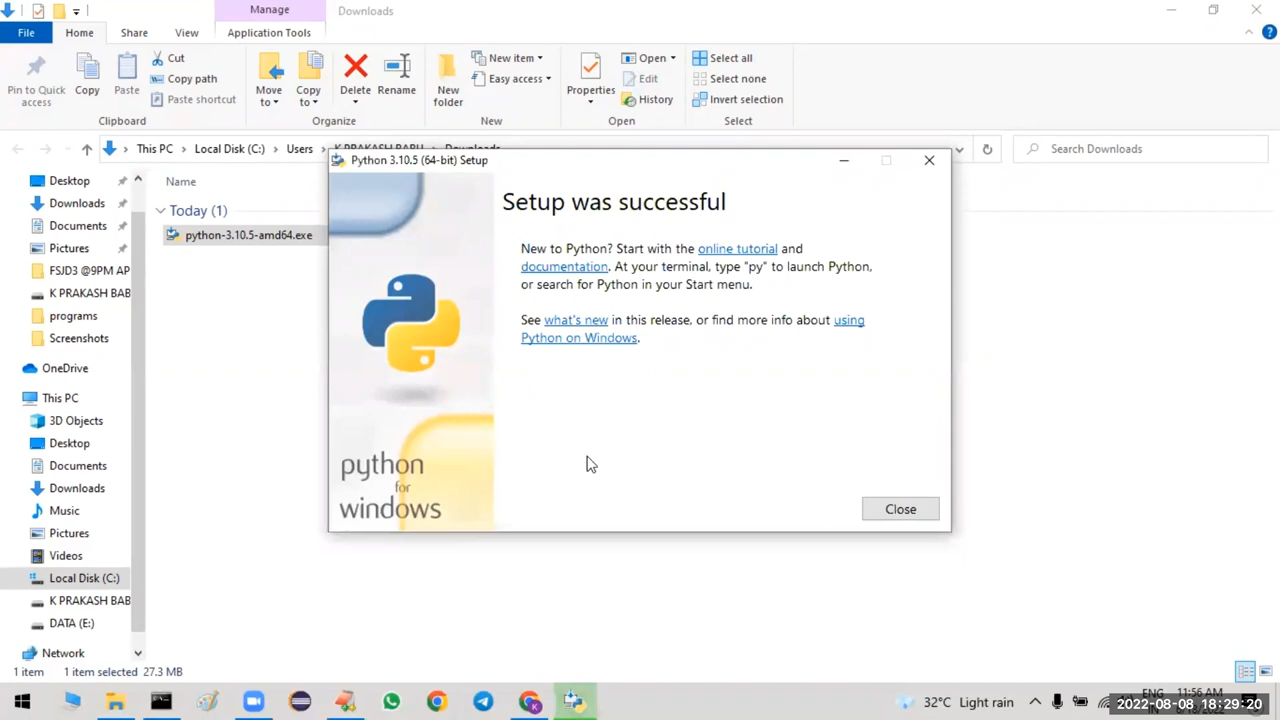 Manage
Downloads
File
Home
Share
View
Application Tools
Pin to Quick access
Copy
Paste
Cut
Copy path
Paste shortcut
Clipboard
Move to
Copy to
Delete
Rename
Organize
New folder
New item
Easy access
New
Properties
Open
Edit
History
Open
Select all
Select none
Invert selection
Select
This PC
Local Disk (C:)
Users
K PRAKASH BABU
Downloads
Search Downloads
Desktop
Downloads
Documents
Pictures
FSJD3 @9PM AP
K PRAKASH BAB
programs
Screenshots
OneDrive
This PC
3D Objects
Desktop
Documents
Downloads
Music
Pictures
Videos
Local Disk (C:)
K PRAKASH BAB
DATA (E:)
Network
Name
Today (1)
python-3.10.5-amd64.exe
Python 3.10.5 (64-bit) Setup
Setup was successful
New to Python? Start with the online tutorial and
documentation. At your terminal, type "py" to launch Python,
or search for Python in your Start menu.
See what's new in this release, or find more info about using
Python on Windows.
python
for
windows
Close
1 item
1 item selected
27.3 MB
32°C Light rain
ENG
11:56 AM
2022-08-08 18:29:20